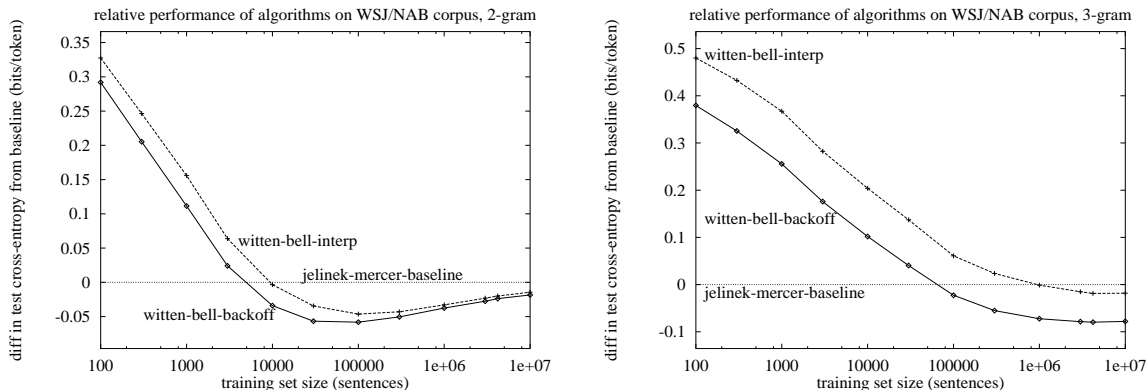 relative performance of algorithms on WSJ/NAB corpus, 2-gram
diff in test cross-entropy from baseline (bits/token)
0.35
0.3
0.25
0.2
0.15
0.1
0.05
0
-0.05
witten-bell-interp
jelinek-mercer-baseline
witten-bell-backoff
100 1000 10000 100000 1e+06 1e+07
training set size (sentences)
relative performance of algorithms on WSJ/NAB corpus, 3-gram
diff in test cross-entropy from baseline (bits/token)
0.5
0.4
0.3
0.2
0.1
0
-0.1
witten-bell-interp
witten-bell-backoff
jelinek-mercer-baseline
100 1000 10000 100000 1e+06 1e+07
training set size (sentences)